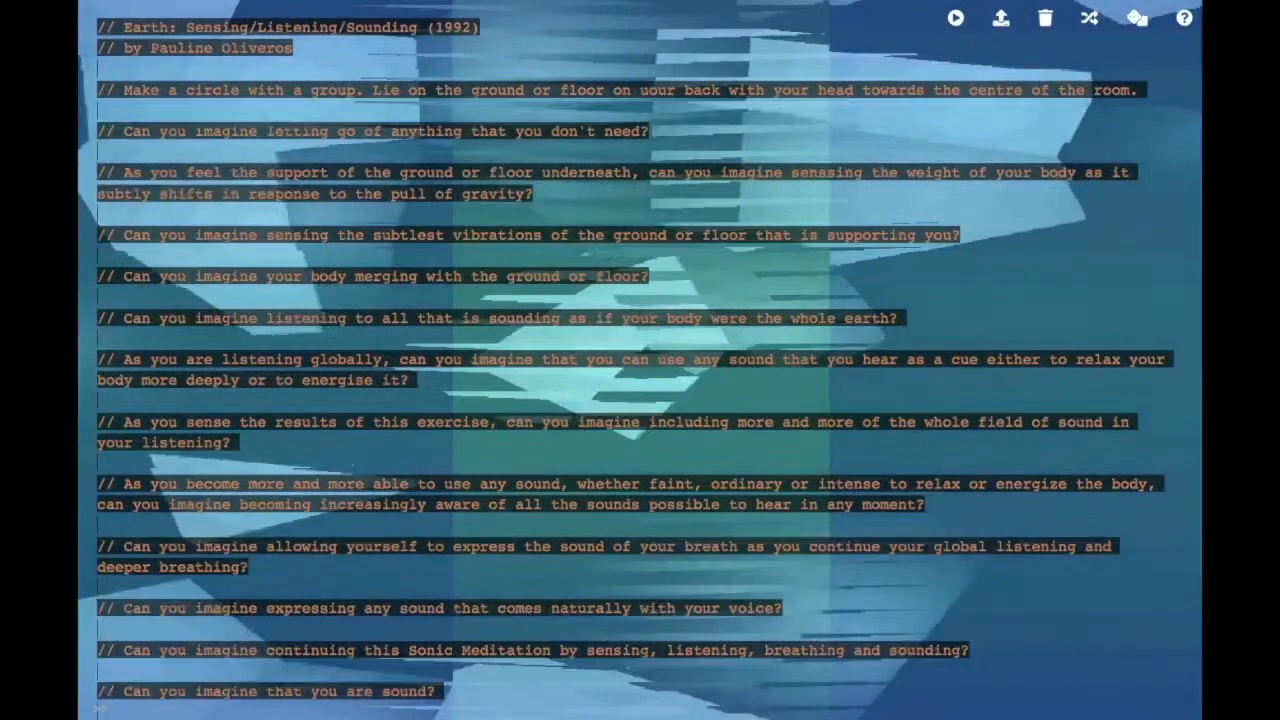 // Earth: Sensing/Listening/Sounding (1992)
// by Pauline Oliveros
// Make a circle with a group. Lie on the ground or floor on uour back with your head towards the centre of the room.
// Can you imagine letting go of anything that you don't need?
// As you feel the support of the ground or floor underneath, can you imagine senssing the weight of your body as it
subtly shifts in response to the pull of gravity?
// Can you imagine sensing the subtlest vibrations of the ground or floor that is supporting you?
// Can you imagine your body merging with the ground or floor?
// Can you imagine listening to all that is sounding as if your body were the whole earth?
// As you are listening globally, can you imagine that you can use any sound that you hear as a cue either to relax your
body more deeply or to energise it?
// As you sense the results of this exercise, can you imagine including more and more of the whole field of sound in
your listening?
// As you become more and more able to use any sound, whether faint, ordinary or intense to relax or energize the body,
can you imagine becoming increasingly aware of all the sounds possible to hear in any moment?
// Can you imagine allowing yourself to express the sound of your breath as you continue your global listening and
deeper breathing?
// Can you imagine expressing any sound that comes naturally with your voice?
// Can you imagine continuing this Sonic Meditation by sensing, listening, breathing and sounding?
// Can you imagine that you are sound?